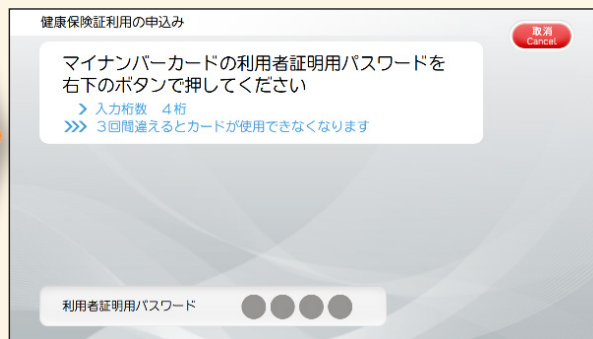 健康保険証利用の申込み
取消
Cancel
マイナンバーカードの利用者証明用パスワードを
右下のボタンで押してください
> 入力桁数 4桁
>>> 3回間違えるとカードが使用できなくなります
利用者証明用パスワード